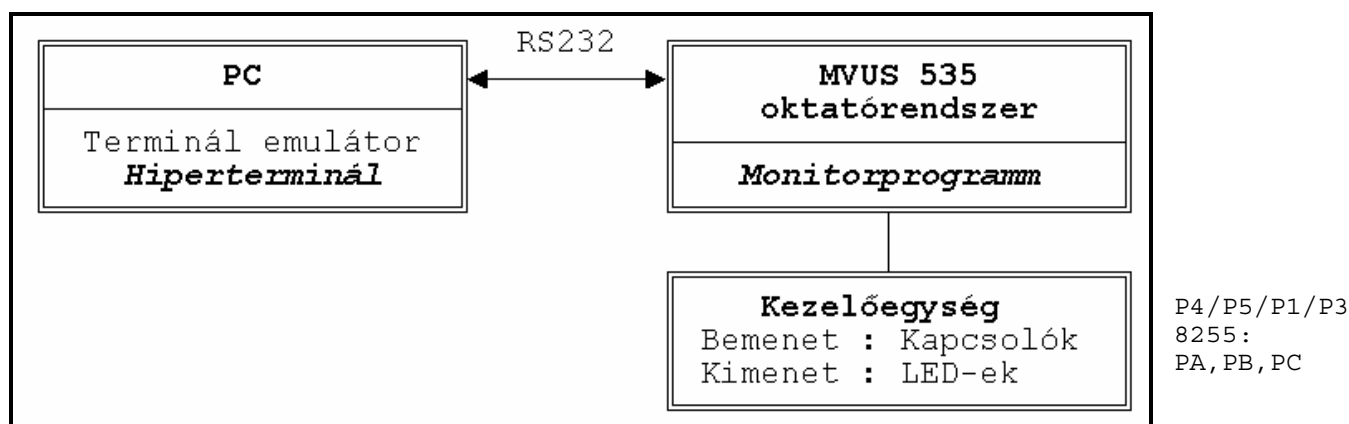 RS232
PC
Terminál emulátor
Hiperterminál
MVUS 535
oktatórendszer
Monitorprogramm
Kezelőegység
Bemenet : Kapcsolók
Kimenet : LED-ek
P4/P5/P1/P3
8255:
PA,PB,PC